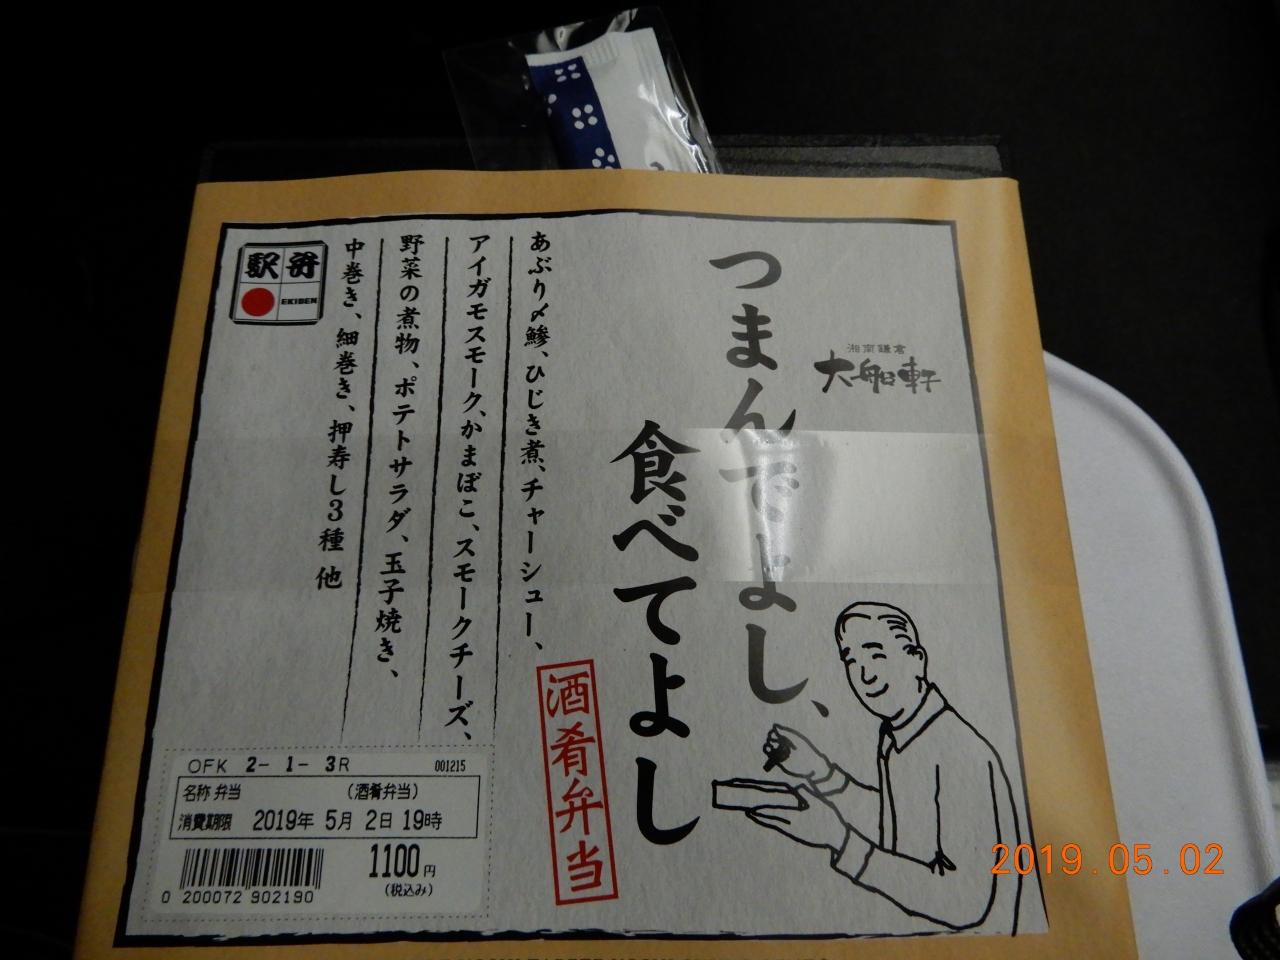 湘南鎌倉
大船軒
つまんでよし、
食べてよし
酒肴弁当
あぶり〆鯵、ひじき煮、チャーシュー、
アイガモスモーク、かまぼこ、スモークチーズ、
野菜の煮物、ポテトサラダ、玉子焼き、
中巻き、細巻き、押寿し3種 他
駅弁
EKIBEN
OFK 2- 1- 3R 001215
名称 弁当 (酒肴弁当)
消費期限 2019年 5月 2日 19時
1100円
(税込み)
0 200072 902190
2019.05.02